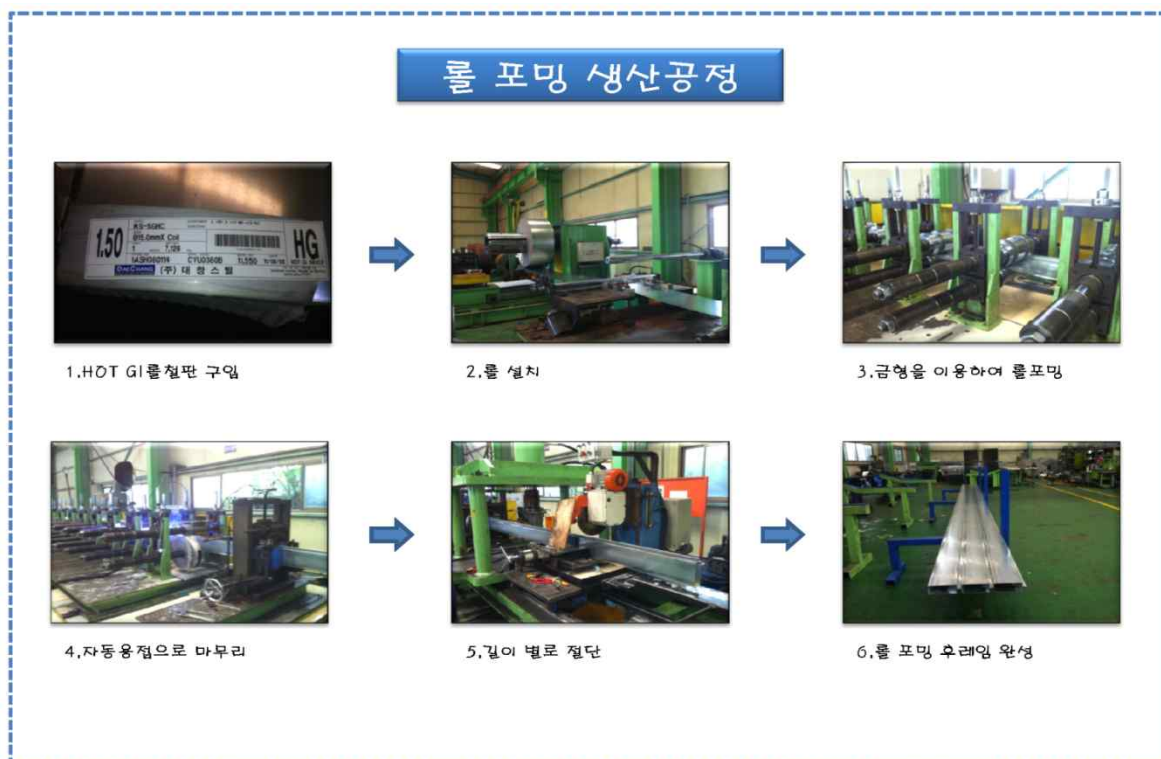 롤 포밍 생산공정
1.50
KS-SGHC
X Coil
HG
(주) 대창스틸
1.HOT GI롤철판 구입
2.롤 설치
3.금형을 이용하여 롤포밍
4.자동용접으로 마무리
5.길이 별로 절단
6.롤 포밍 후레임 완성